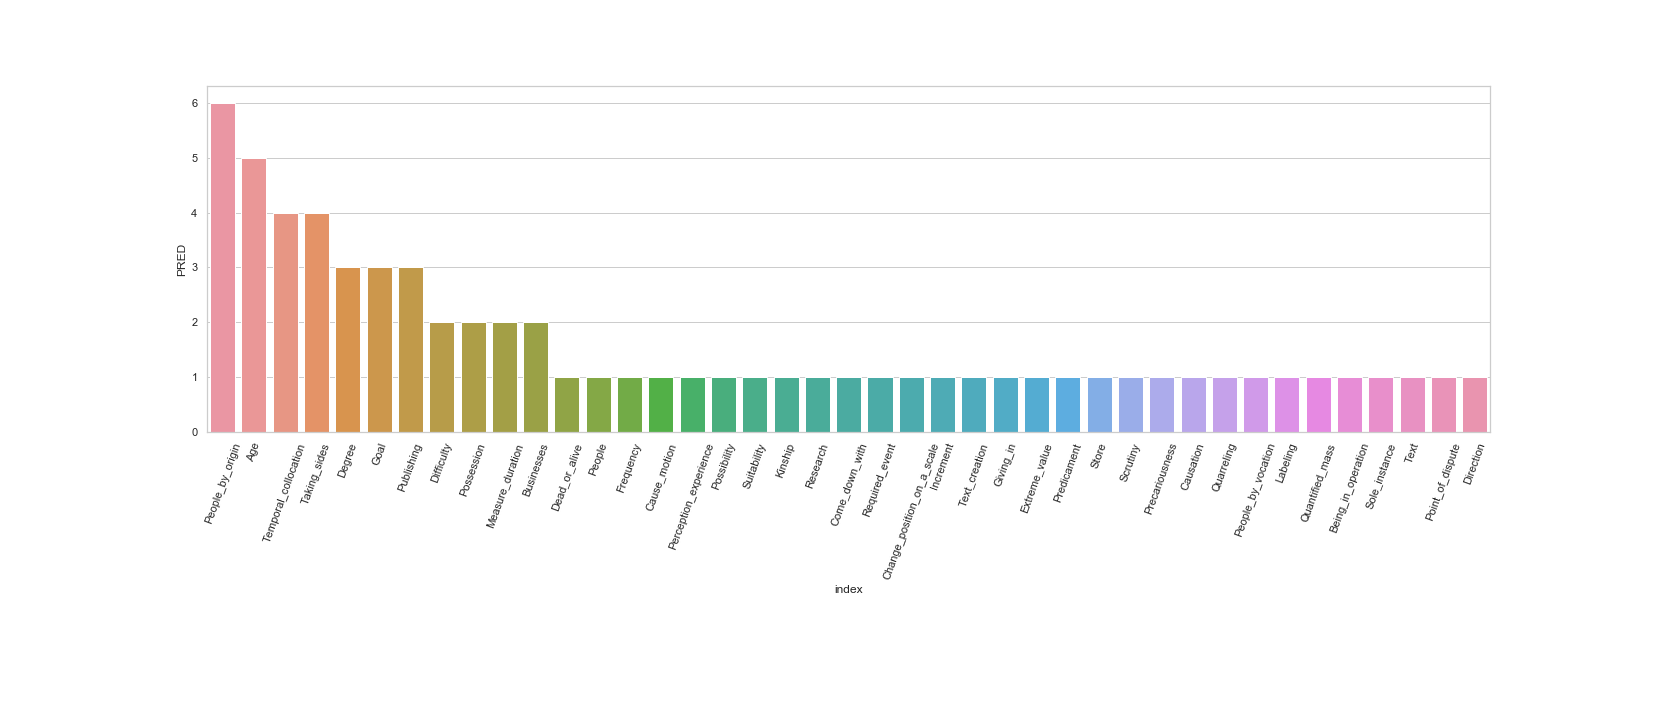 6
5
4
3
2
1
0
PRED
People_by_origin
Age
Temporal_collocation
Taking_sides
Degree
Goal
Publishing
Difficulty
Possession
Measure_duration
Businesses
Dead_or_alive
People
Frequency
Cause_motion
Perception_experience
Possibility
Suitability
Kinship
Research
Come_down_with
Required_event
Change_position_on_a_scale
Increment
Text_creation
Giving_in
Extreme_value
Predicament
Store
Scrutiny
Precariousness
Causation
Quarreling
People_by_vocation
Labeling
Quantified_mass
Being_in_operation
Sole_instance
Text
Point_of_dispute
Direction
index